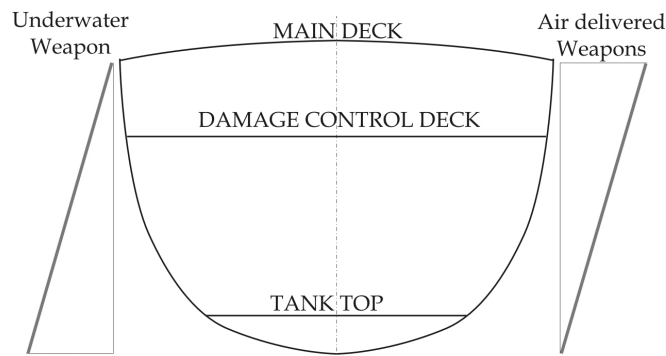 Underwater
Weapon
MAIN DECK
Air delivered
Weapons
DAMAGE CONTROL DECK
TANK TOP